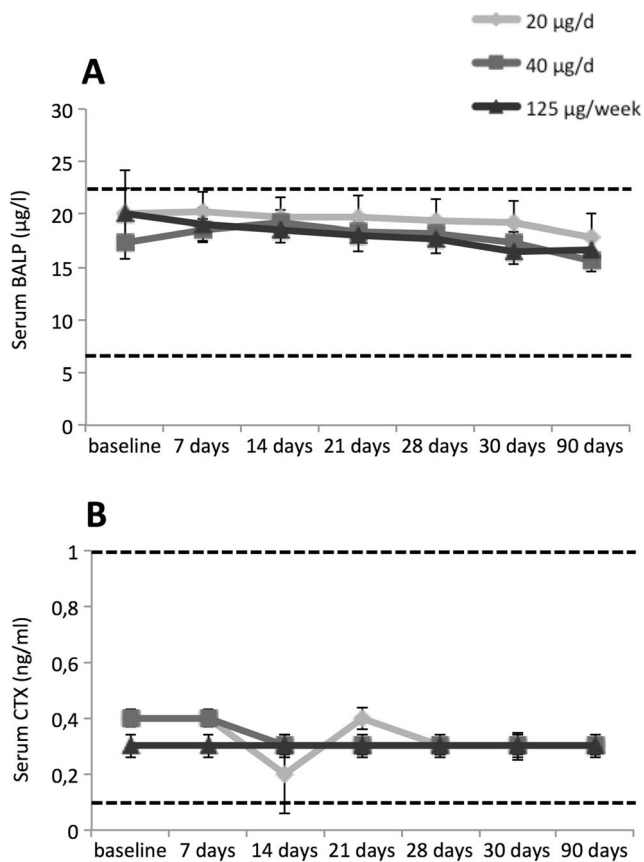 20 µg/d
40 µg/d
125 µg/week
A
30
25
20
15
10
5
0
Serum BALP (µg/l)
baseline 7 days 14 days 21 days 28 days 30 days 90 days
B
1
0,8
0,6
0,4
0,2
0
Serum CTX (ng/ml)
baseline 7 days 14 days 21 days 28 days 30 days 90 days